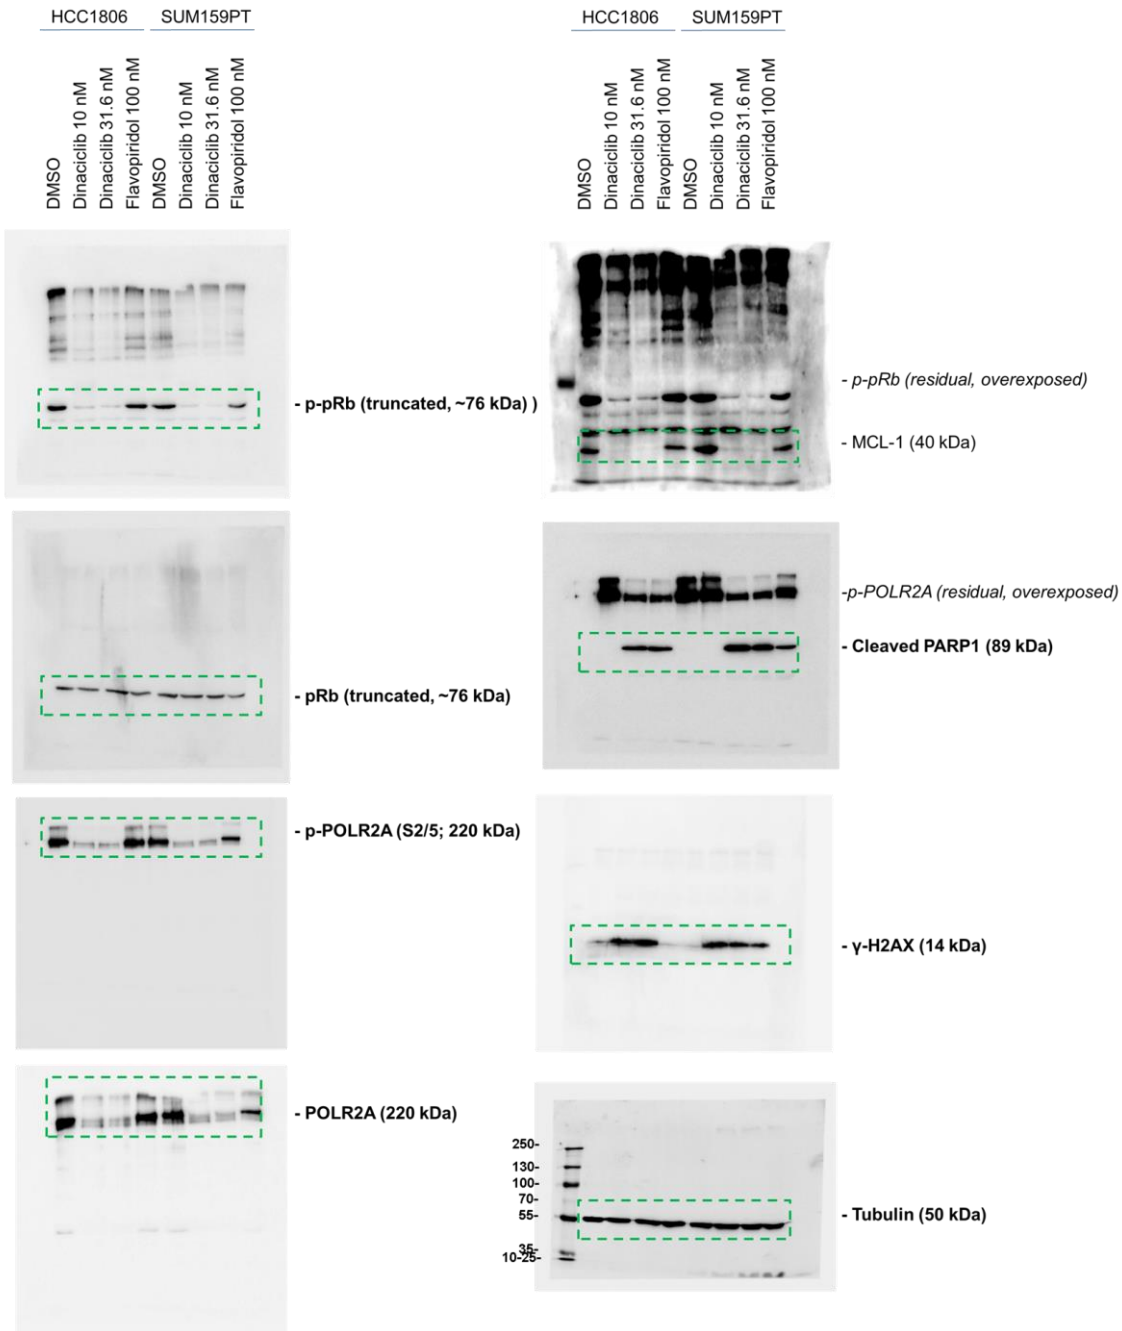 HCC1806 SUM159PT
DMSO
Dinaciclib 10 nM
Dinaciclib 31.6 nM
Flavopiridol 100 nM
DMSO
Dinaciclib 10 nM
Dinaciclib 31.6 nM
Flavopiridol 100 nM
- p-pRb (truncated, ~76 kDa) )
- pRb (truncated, ~76 kDa)
- p-POLR2A (S2/5; 220 kDa)
- POLR2A (220 kDa)
HCC1806 SUM159PT
DMSO
Dinaciclib 10 nM
Dinaciclib 31.6 nM
Flavopiridol 100 nM
DMSO
Dinaciclib 10 nM
Dinaciclib 31.6 nM
Flavopiridol 100 nM
- p-pRb (residual, overexposed)
- MCL-1 (40 kDa)
-p-POLR2A (residual, overexposed)
- Cleaved PARP1 (89 kDa)
- γ-H2AX (14 kDa)
250-
130-
100-
70-
55-
35-
10-25-
- Tubulin (50 kDa)